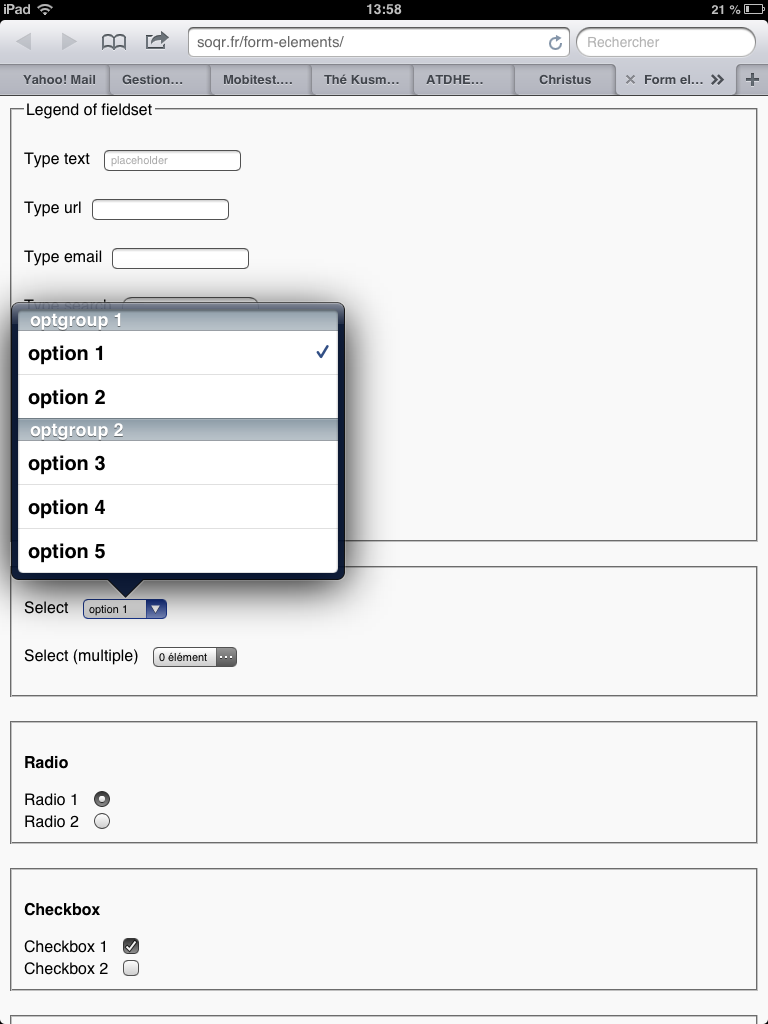 iPad 13:58 21 %
soqr.fr/form-elements/ Rechercher
Yahoo! Mail Gestion... Mobitest.... Thé Kusm... ATDHE... Christus Form el...
Legend of fieldset
Type text placeholder
Type url
Type email
Type search
optgroup 1
option 1
option 2
optgroup 2
option 3
option 4
option 5
Select option 1
Select (multiple) 0 élément
Radio
Radio 1
Radio 2
Checkbox
Checkbox 1
Checkbox 2